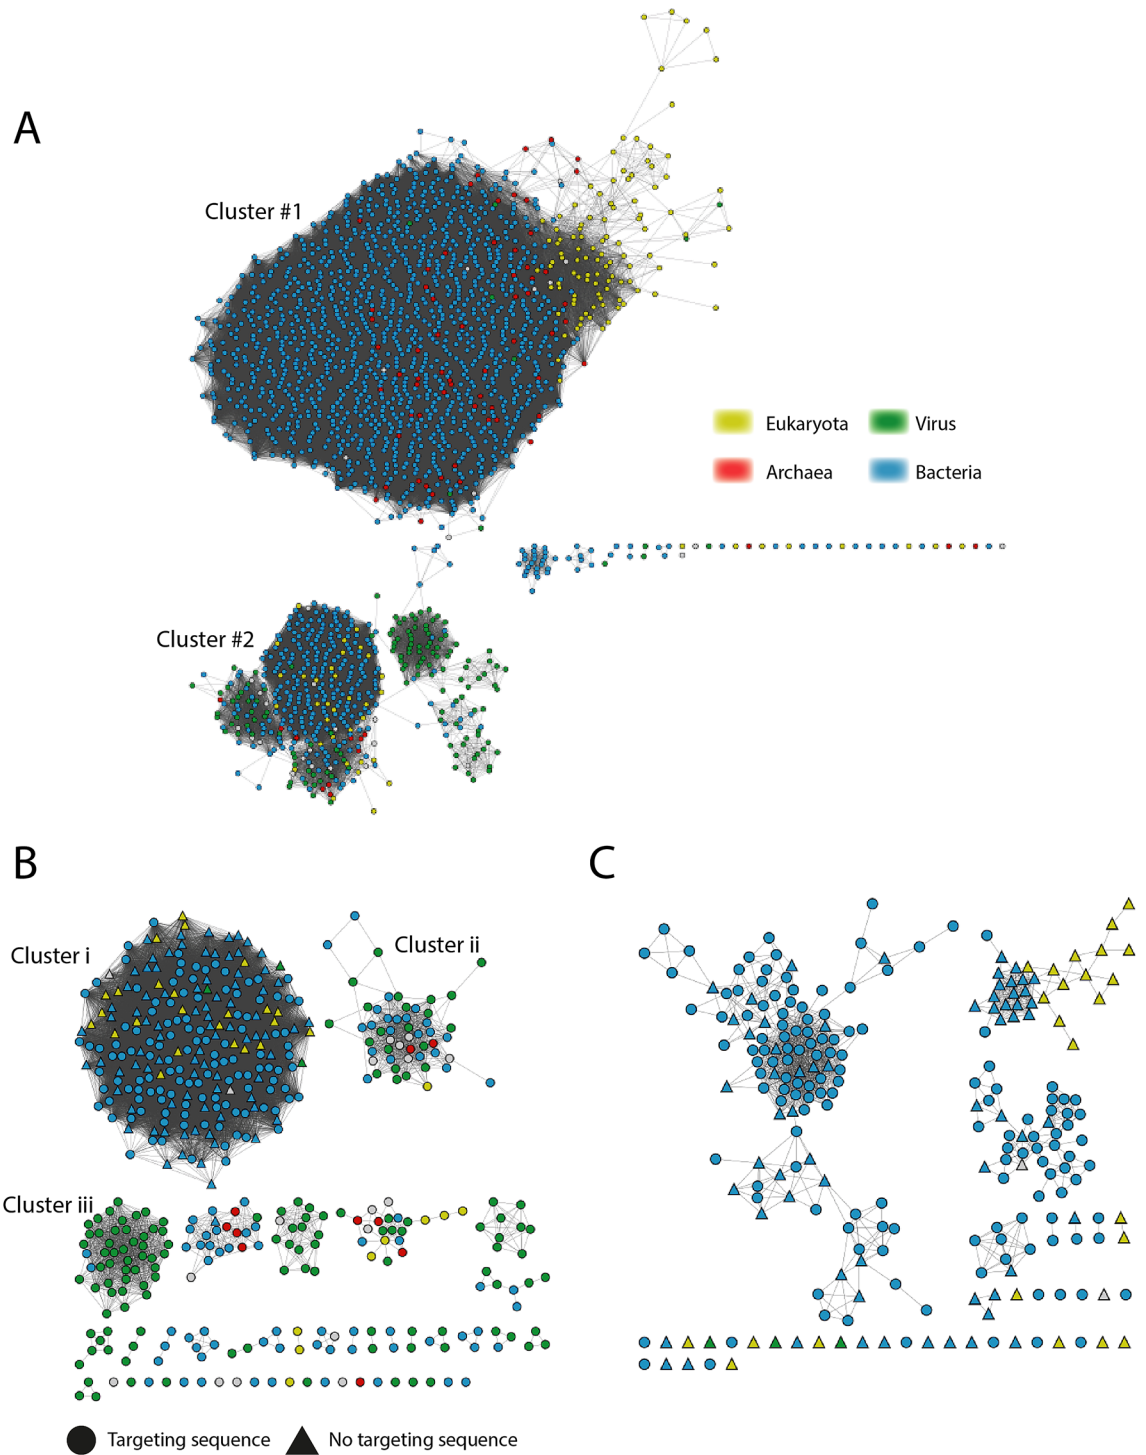 A
Cluster #1
Eukaryota
Virus
Archaea
Bacteria
Cluster #2
B
C
Cluster i
Cluster ii
Cluster iii
Targeting sequence
No targeting sequence